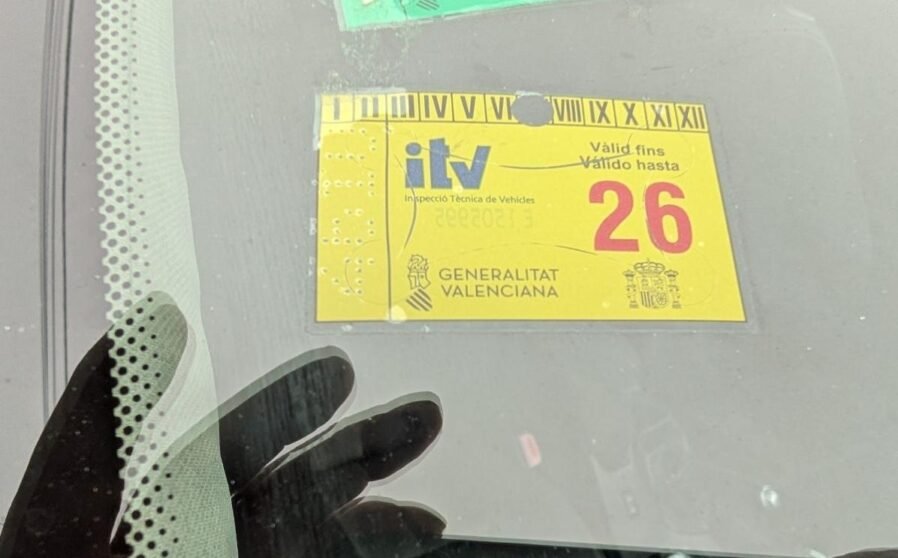 I II III IV V VI VIII IX X XI XII
itv
Inspecció Tècnica de Vehicles
Vàlid fins
Válido hasta
26
GENERALITAT
VALENCIANA